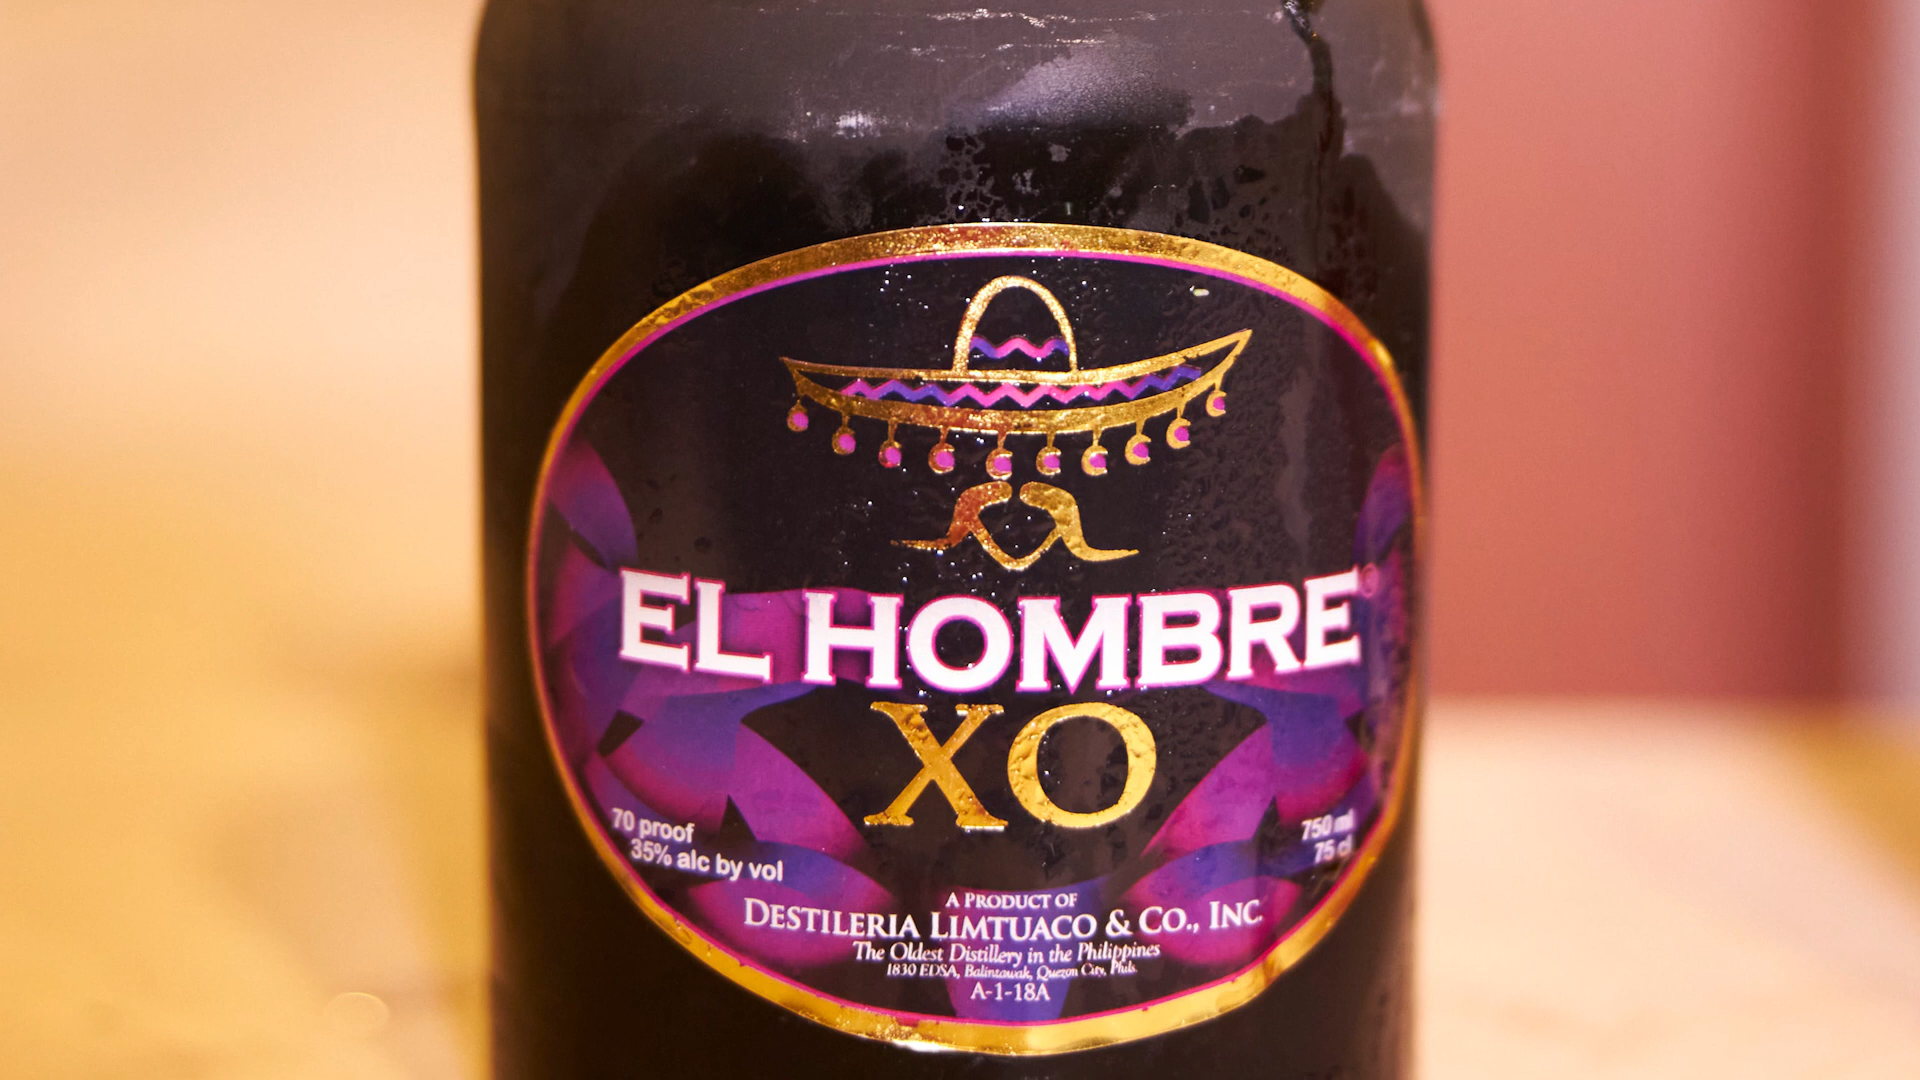 EL HOMBRE®
XO
70 proof
35% alc by vol
750 ml
75 cl
A PRODUCT OF
DESTILERIA LIMTUACO & CO., INC.
The Oldest Distillery in the Philippines
1830 EDSA, Balintawak, Quezon City, Phils.
A-1-18A